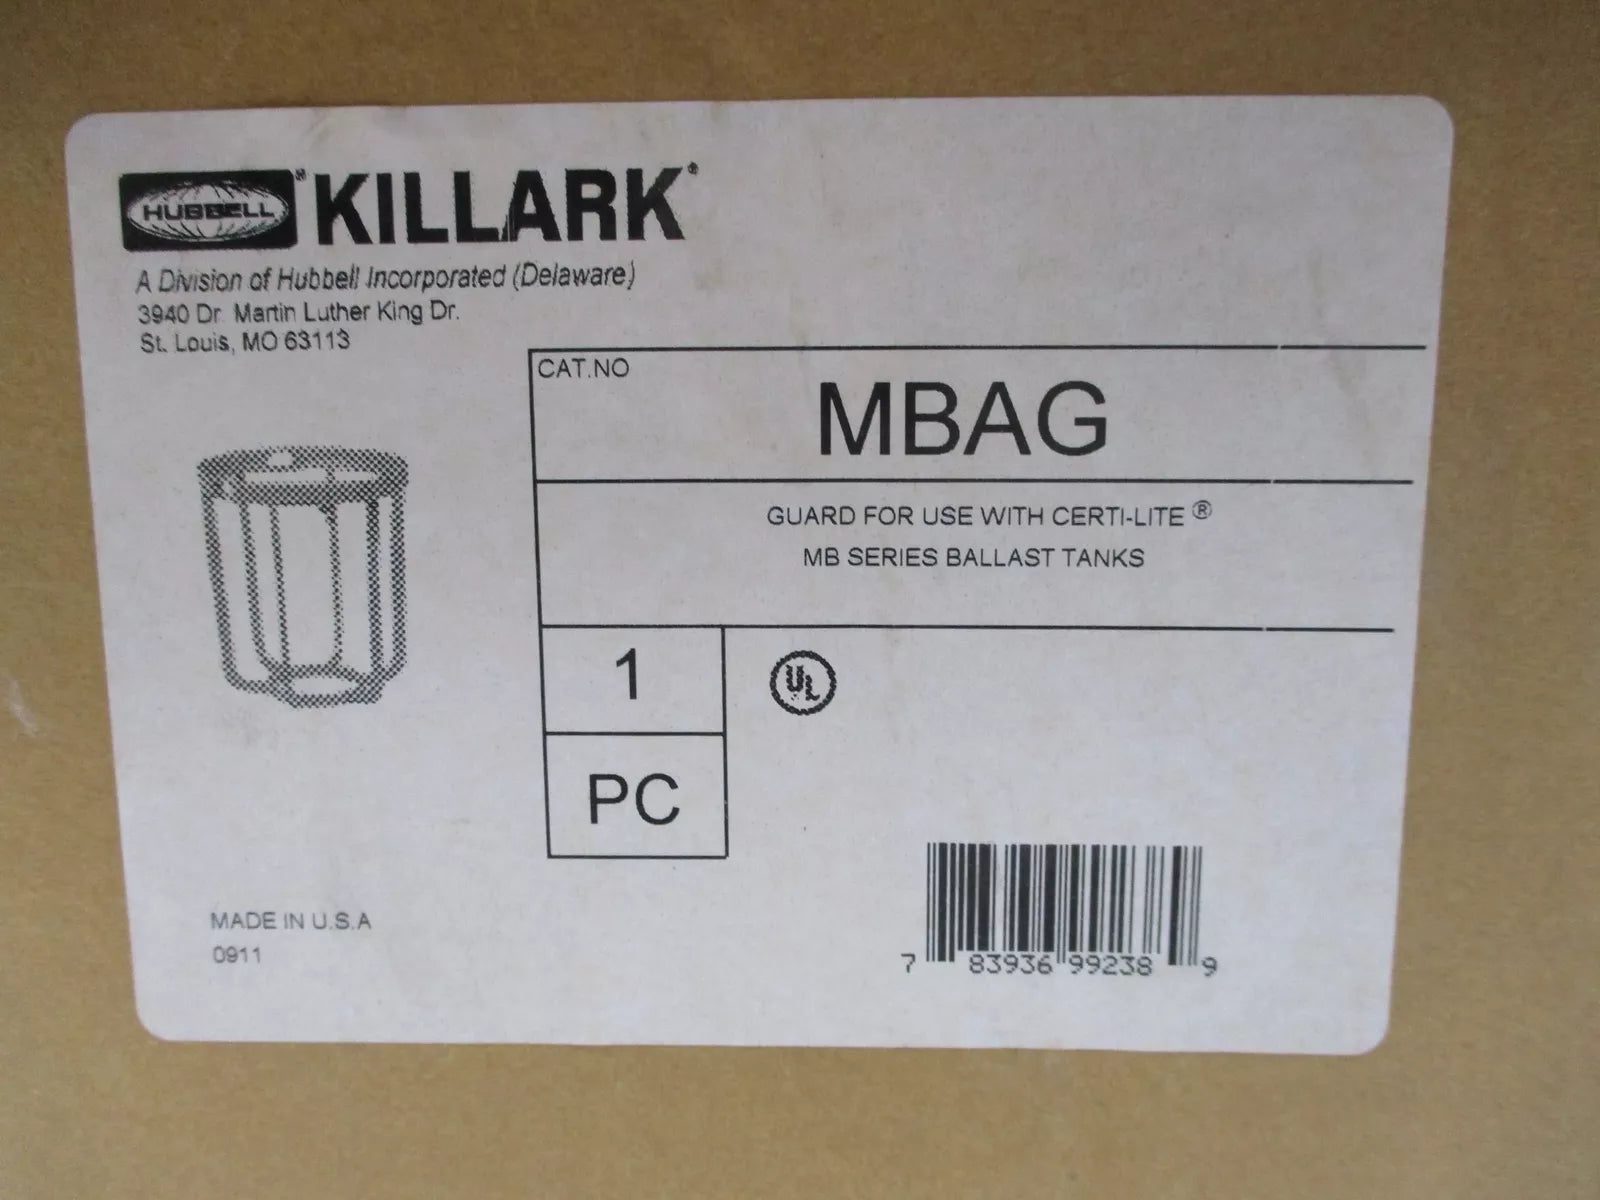 HUBBELL® KILLARK®
A Division of Hubbell Incorporated (Delaware)
3940 Dr. Martin Luther King Dr.
St. Louis, MO 63113
CAT.NO
MBAG
GUARD FOR USE WITH CERTI-LITE ®
MB SERIES BALLAST TANKS
1
UL
PC
MADE IN U.S.A
0911
7 83936 99238 9